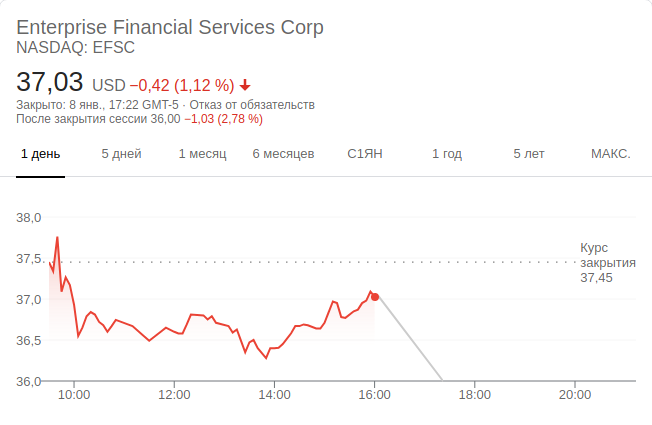 Enterprise Financial Services Corp
NASDAQ: EFSC
37,03 USD −0,42 (1,12 %)
Закрыто: 8 янв., 17:22 GMT-5 · Отказ от обязательств
После закрытия сессии 36,00 −1,03 (2,78 %)
1 день 5 дней 1 месяц 6 месяцев С1ЯН 1 год 5 лет МАКС.
38,0
Курс
37,5
закрытия
37,45
37,0
36,5
36,0
10:00 12:00 14:00 16:00 18:00 20:00